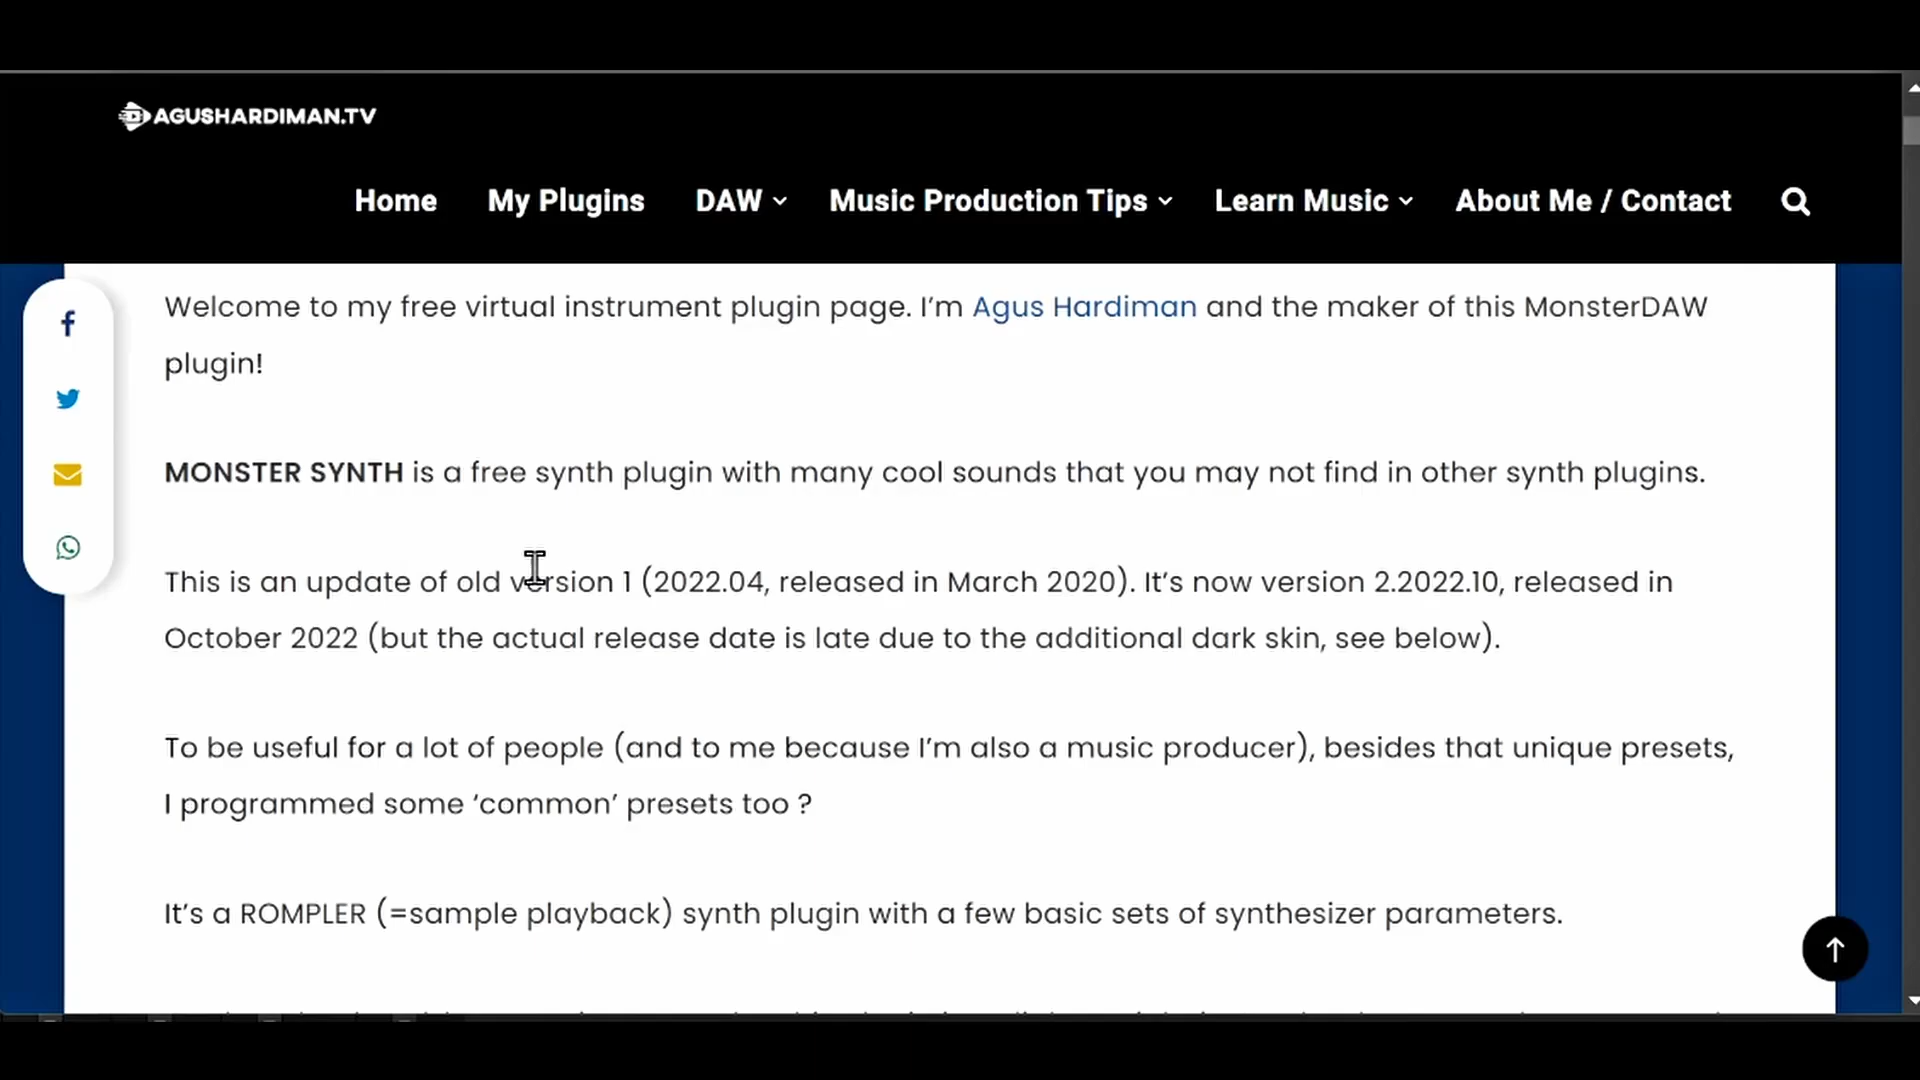 AGUSHARDIMAN.TV
Home My Plugins DAW Music Production Tips Learn Music About Me / Contact
Welcome to my free virtual instrument plugin page. I’m Agus Hardiman and the maker of this MonsterDAW
plugin!
MONSTER SYNTH is a free synth plugin with many cool sounds that you may not find in other synth plugins.
This is an update of old version 1 (2022.04, released in March 2020). It’s now version 2.2022.10, released in
October 2022 (but the actual release date is late due to the additional dark skin, see below).
To be useful for a lot of people (and to me because I’m also a music producer), besides that unique presets,
I programmed some ‘common’ presets too ?
It’s a ROMPLER (=sample playback) synth plugin with a few basic sets of synthesizer parameters.